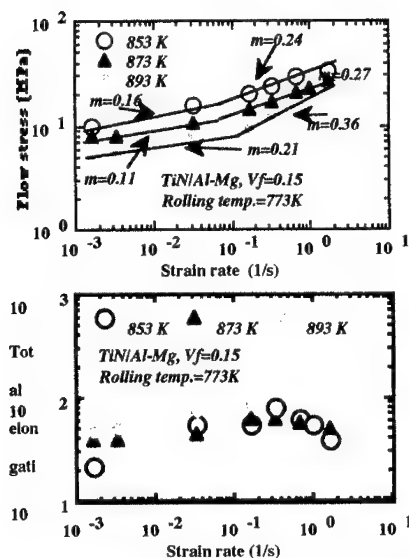 10 2
853 K
873 K
893 K
m=0.24
m=0.27
m=0.16
m=0.36
m=0.21
m=0.11
10 1
10 0
Flow stress [MPa]
TiN/Al-Mg, Vf=0.15
Rolling temp.=773K
10 -3 10 -2 10 -1 10 0 10 1
Strain rate (1/s)
10 3
853 K 873 K 893 K
TiN/Al-Mg, Vf=0.15
Rolling temp.=773K
Tot
al
10 2
elon
gati
10 1
10 -3 10 -2 10 -1 10 0 10 1
Strain rate (1/s)